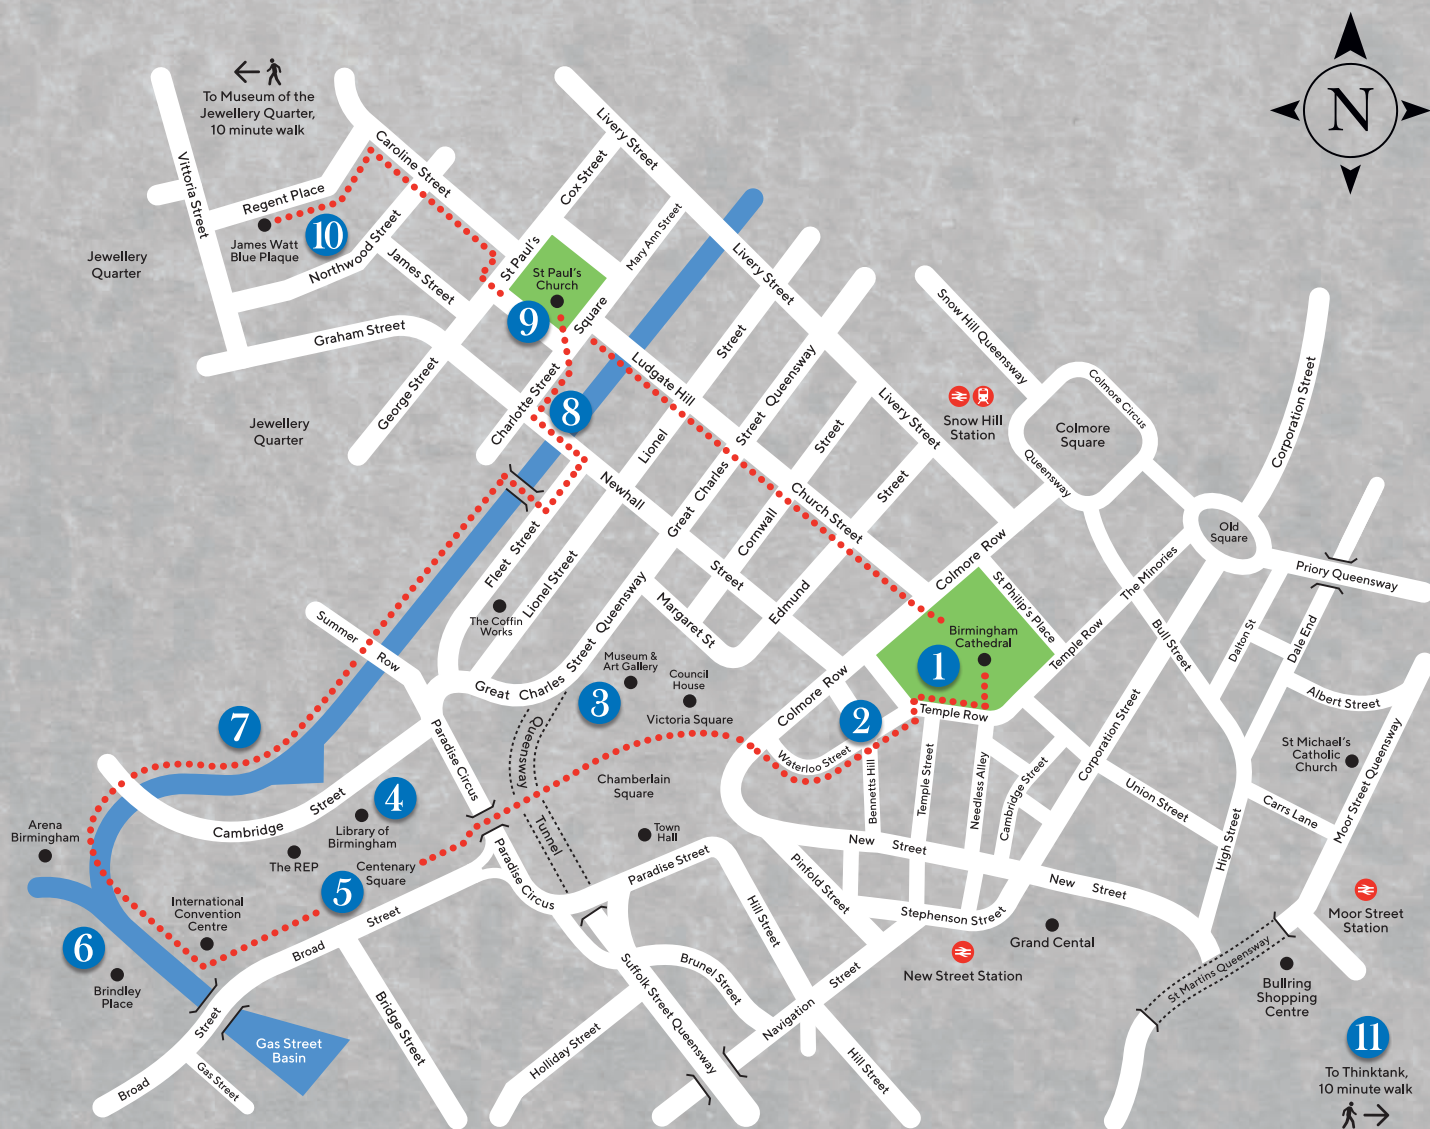 N
To Museum of the
Jewellery Quarter,
10 minute walk
Vittoria Street
Caroline Street
Regent Place
10
James Watt
Blue Plaque
Northwood Street
James Street
Jewellery
Quarter
Graham Street
George Street
Jewellery
Quarter
Livery Street
Cox Street
St Paul's
Mary Ann Street
St Paul's
Church
9
Square
Charlotte Street
8
Ludgate Hill
Livery Street
Street
Street Queensway
Lionel
Great Charles
Newhall
Street
Livery Street
Snow Hill Queensway
Snow Hill
Station
Colmore Circus
Colmore
Square
Queensway
Corporation Street
Old
Square
Priory Queensway
Church Street
Street
Cornwall
Street
Edmund
Colmore Row
St Philip's Place
Temple Row
The Minories
Bull Street
Dalton St
Dale End
Albert Street
Fleet Street
Lionel Street
The Coffin
Works
Great Charles Street Queensway
Margaret St
Summer Row
Museum &
Art Gallery
3
Council
House
Victoria Square
Colmore Row
Birmingham
Cathedral
1
Temple Row
2
Waterloo Street
Queensway
Tunnel
Chamberlain
Square
Town
Hall
7
Paradise Circus
Cambridge Street
4
Library of
Birmingham
The REP
Centenary
Square
5
Arena
Birmingham
International
Convention
Centre
6
Brindley
Place
Broad Street
Paradise Circus
Paradise Street
Bennetts Hill
Temple Street
Needless Alley
Cambridge Street
Corporation Street
Union Street
High Street
Carrs Lane
St Michael's
Catholic
Church
Moor Street Queensway
New Street
New Street
Pinfold Street
Stephenson Street
Grand Cental
New Street Station
Moor Street
Station
St Martins Queensway
Bullring
Shopping
Centre
Hill Street
Brunel Street
Suffolk Street Queensway
Navigation Street
Hill Street
Holliday Street
Bridge Street
Gas Street
Basin
Broad Street
Gas Street
11
To Thinktank,
10 minute walk